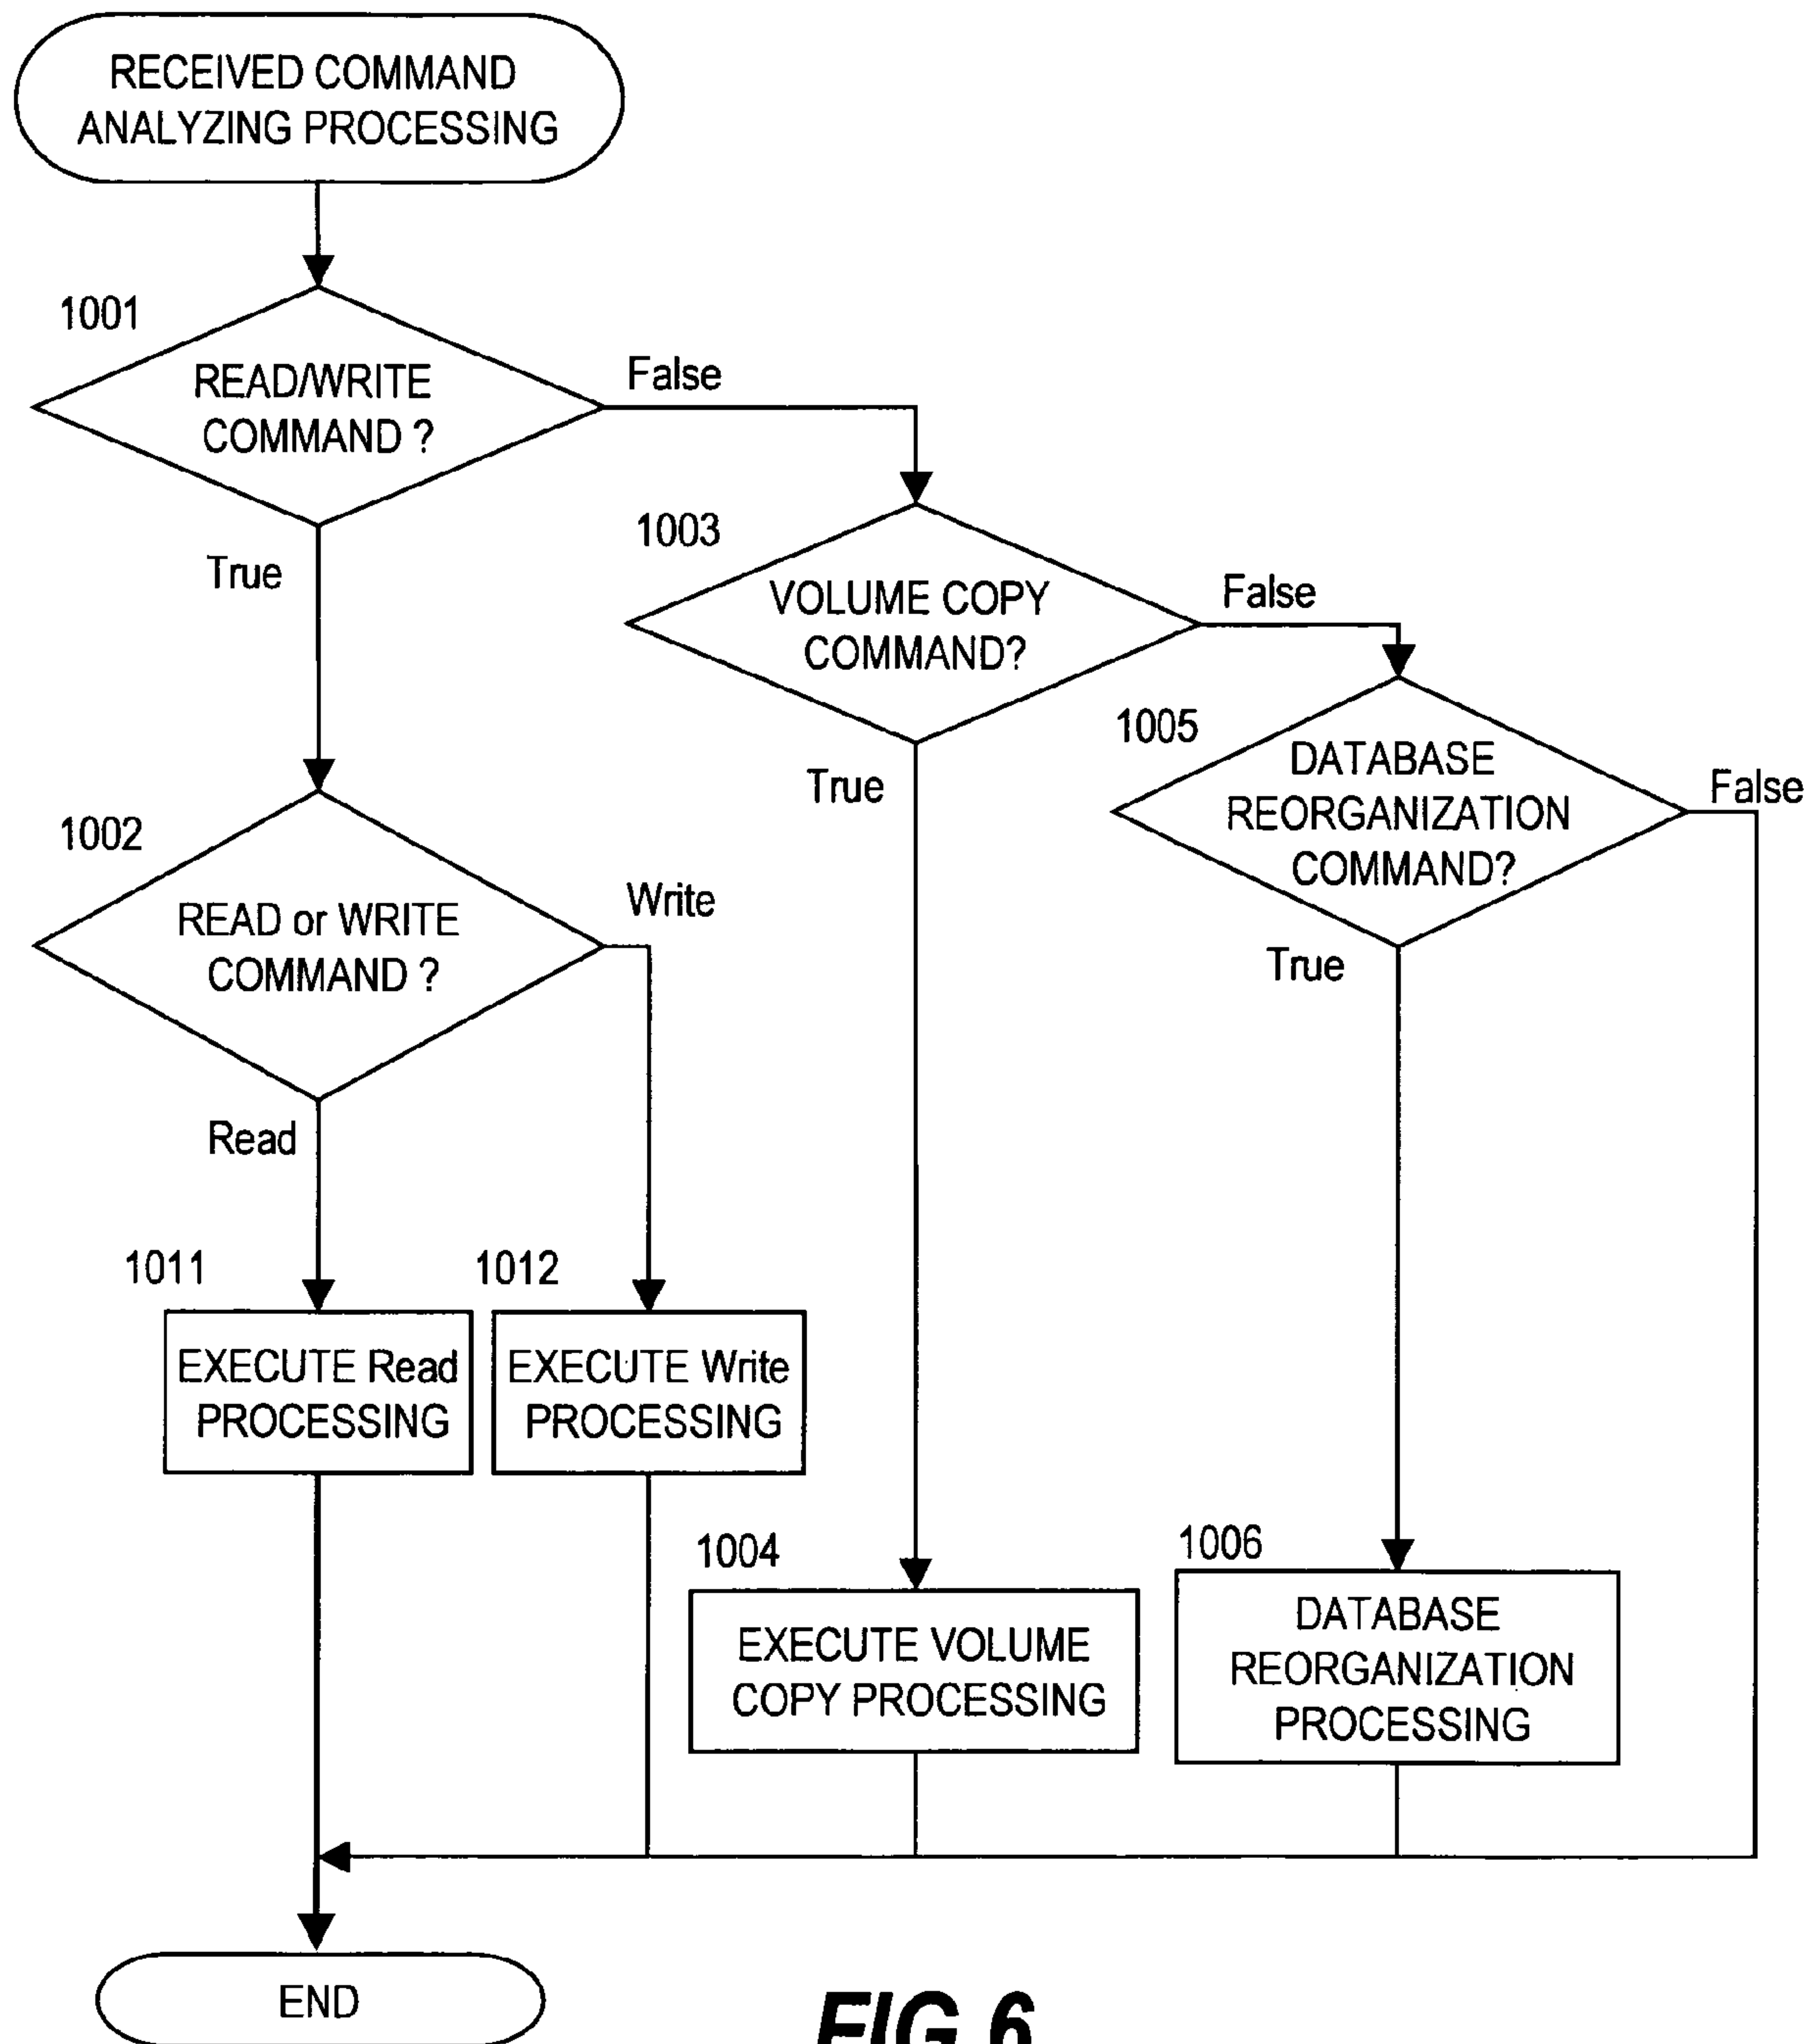 RECEIVED COMMAND
ANALYZING PROCESSING
1001
READ/WRITE
COMMAND ?
False
True
1003
VOLUME COPY
COMMAND?
False
True
1005
DATABASE
REORGANIZATION
COMMAND?
False
True
1002
READ or WRITE
COMMAND ?
Write
Read
1011
EXECUTE Read
PROCESSING
1012
EXECUTE Write
PROCESSING
1004
EXECUTE VOLUME
COPY PROCESSING
1006
DATABASE
REORGANIZATION
PROCESSING
END
FIG.6